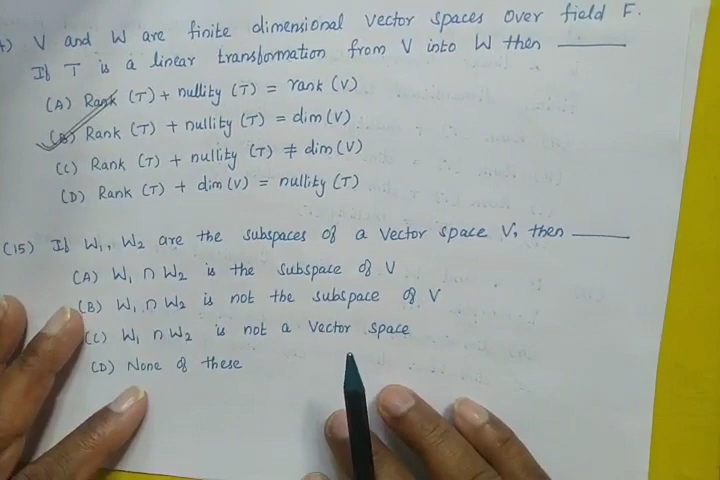 4) V and W are finite dimensional vector spaces over field F.
If T is a linear transformation from V into W then
(A) Rank (T) + nullity (T) = rank (V)
(B) Rank (T) + nullity (T) = dim (V)
(C) Rank (T) + nullity (T) ≠ dim (V)
(D) Rank (T) + dim (V) = nullity (T)
(15) If W₁, W₂ are the subspaces of a vector space V, then
(A) W₁ ∩ W₂ is the subspace of V
(B) W₁ ∩ W₂ is not the subspace of V
(C) W₁ ∩ W₂ is not a vector space
(D) None of these